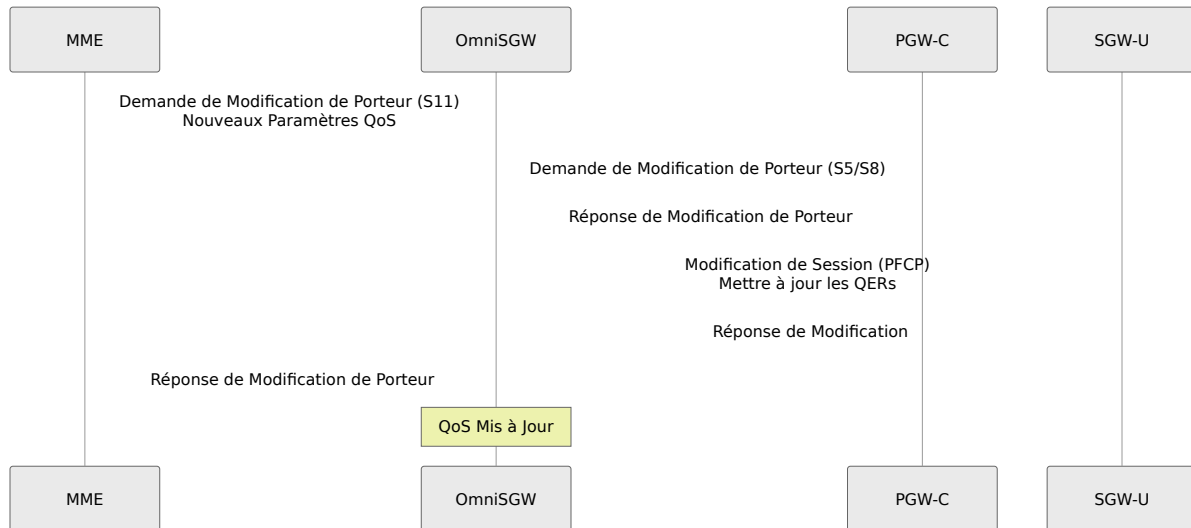 MME
OmniSGW
PGW-C
SGW-U
Demande de Modification de Porteur (S11)
Nouveaux Paramètres QoS
Demande de Modification de Porteur (S5/S8)
Réponse de Modification de Porteur
Modification de Session (PFCP)
Mettre à jour les QERs
Réponse de Modification
Réponse de Modification de Porteur
QoS Mis à Jour
MME
OmniSGW
PGW-C
SGW-U